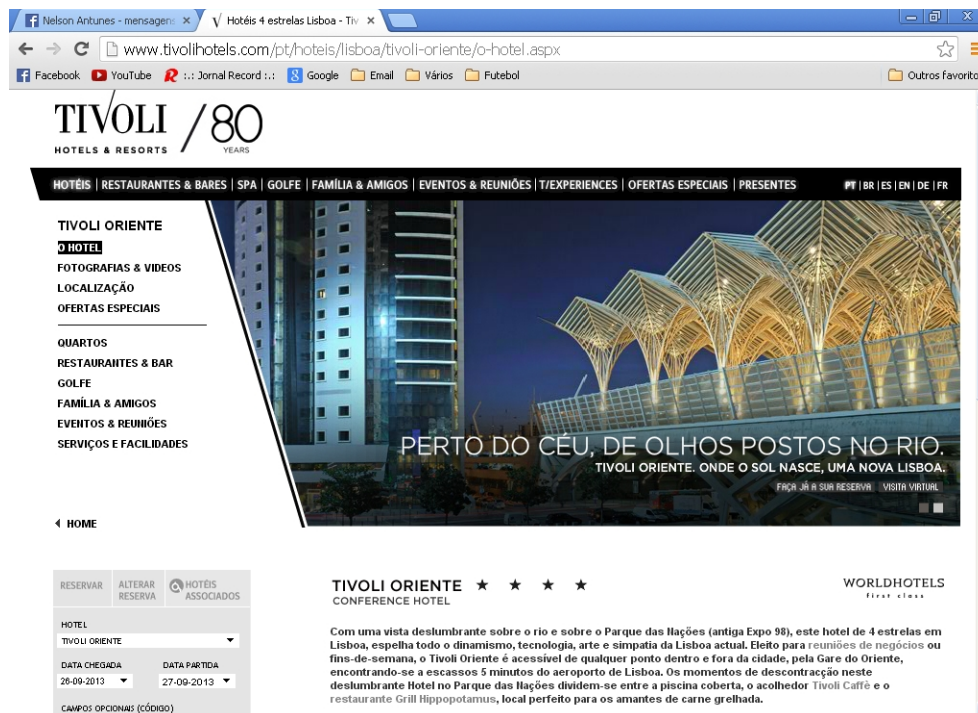 Nelson Antunes - mensagens
Hotéis 4 estrelas Lisboa - Tiv
www.tivolihotels.com/pt/hoteis/lisboa/tivoli-oriente/o-hotel.aspx
Facebook YouTube :.: Jornal Record :.: Google Email Vários Futebol Outros favorito
TIVOLI /80
HOTELS & RESORTS YEARS
HOTÉIS | RESTAURANTES & BARES | SPA | GOLFE | FAMÍLIA & AMIGOS | EVENTOS & REUNIÕES | T/EXPERIENCES | OFERTAS ESPECIAIS | PRESENTES PT | BR | ES | EN | DE | FR
TIVOLI ORIENTE
O HOTEL
FOTOGRAFIAS & VIDEOS
LOCALIZAÇÃO
OFERTAS ESPECIAIS
QUARTOS
RESTAURANTES & BAR
GOLFE
FAMÍLIA & AMIGOS
EVENTOS & REUNIÕES
SERVIÇOS E FACILIDADES
HOME
PERTO DO CÉU, DE OLHOS POSTOS NO RIO.
TIVOLI ORIENTE. ONDE O SOL NASCE, UMA NOVA LISBOA.
FAÇA JÁ A SUA RESERVA VISITA VIRTUAL
RESERVAR ALTERAR RESERVA HOTÉIS ASSOCIADOS
HOTEL
TIVOLI ORIENTE
DATA CHEGADA DATA PARTIDA
26-09-2013 27-09-2013
CAMPOS OPCIONAIS (CÓDIGO)
TIVOLI ORIENTE ★ ★ ★ ★
CONFERENCE HOTEL
WORLDHOTELS
first class
Com uma vista deslumbrante sobre o rio e sobre o Parque das Nações (antiga Expo 98), este hotel de 4 estrelas em
Lisboa, espelha todo o dinamismo, tecnologia, arte e simpatia da Lisboa actual. Eleito para reuniões de negócios ou
fins-de-semana, o Tivoli Oriente é acessível de qualquer ponto dentro e fora da cidade, pela Gare do Oriente,
encontrando-se a escassos 5 minutos do aeroporto de Lisboa. Os momentos de descontracção neste
deslumbrante Hotel no Parque das Nações dividem-se entre a piscina coberta, o acolhedor Tivoli Caffè e o
restaurante Grill Hippopotamus, local perfeito para os amantes de carne grelhada.